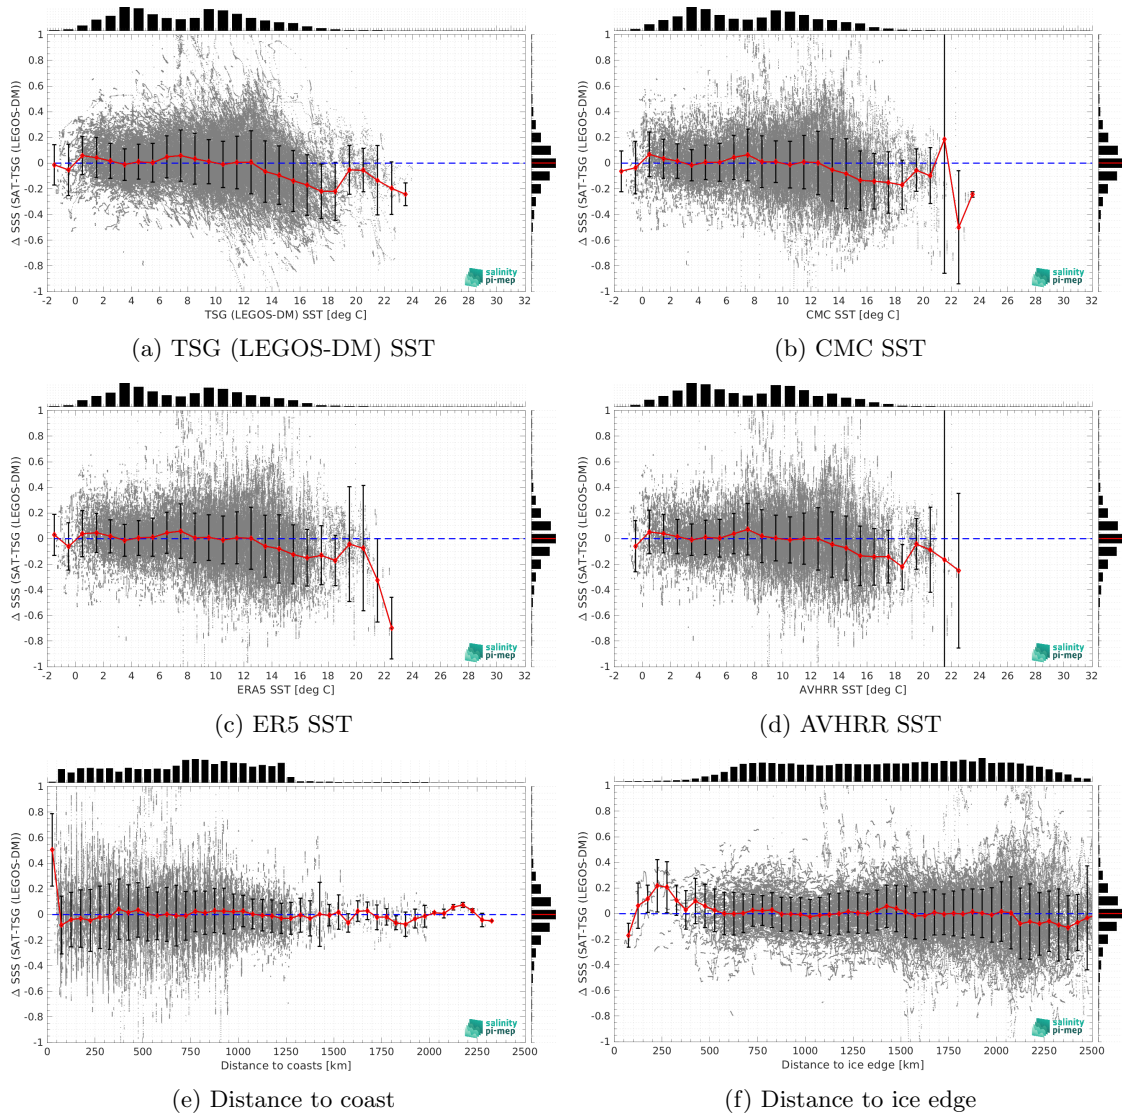 1
0.8
0.6
0.4
0.2
0
-0.2
-0.4
-0.6
-0.8
-1
Δ SSS (SAT-TSG (LEGOS-DM))
salinity
pi-mep
-2 0 2 4 6 8 10 12 14 16 18 20 22 24 26 28 30 32
TSG (LEGOS-DM) SST [deg C]
(a) TSG (LEGOS-DM) SST
1
0.8
0.6
0.4
0.2
0
-0.2
-0.4
-0.6
-0.8
-1
Δ SSS (SAT-TSG (LEGOS-DM))
salinity
pi-mep
-2 0 2 4 6 8 10 12 14 16 18 20 22 24 26 28 30 32
CMC SST [deg C]
(b) CMC SST
1
0.8
0.6
0.4
0.2
0
-0.2
-0.4
-0.6
-0.8
-1
Δ SSS (SAT-TSG (LEGOS-DM))
salinity
pi-mep
-2 0 2 4 6 8 10 12 14 16 18 20 22 24 26 28 30 32
ERA5 SST [deg C]
(c) ER5 SST
1
0.8
0.6
0.4
0.2
0
-0.2
-0.4
-0.6
-0.8
-1
Δ SSS (SAT-TSG (LEGOS-DM))
salinity
pi-mep
-2 0 2 4 6 8 10 12 14 16 18 20 22 24 26 28 30 32
AVHRR SST [deg C]
(d) AVHRR SST
1
0.8
0.6
0.4
0.2
0
-0.2
-0.4
-0.6
-0.8
-1
Δ SSS (SAT-TSG (LEGOS-DM))
salinity
pi-mep
0 250 500 750 1000 1250 1500 1750 2000 2250 2500
Distance to coasts [km]
(e) Distance to coast
1
0.8
0.6
0.4
0.2
0
-0.2
-0.4
-0.6
-0.8
-1
Δ SSS (SAT-TSG (LEGOS-DM))
salinity
pi-mep
0 250 500 750 1000 1250 1500 1750 2000 2250 2500
Distance to ice edge [km]
(f) Distance to ice edge